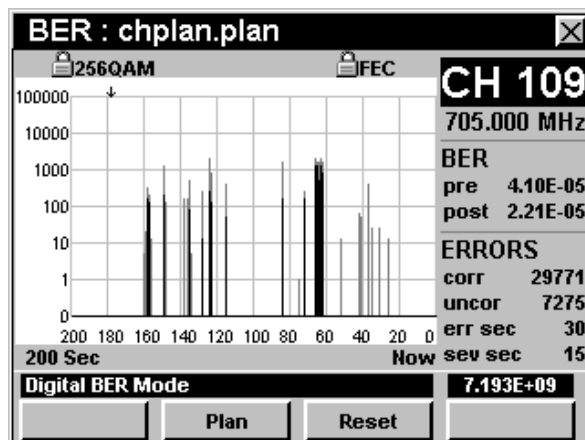 BER : chplan.plan
256QAM
FEC
CH 109
705.000 MHz
100000
10000
1000
100
10
1
0
200 180 160 140 120 100 80 60 40 20 0
200 Sec
Now
BER
pre 4.10E-05
post 2.21E-05
ERRORS
corr 29771
uncor 7275
err sec 30
sev sec 15
Digital BER Mode
7.193E+09
Plan
Reset